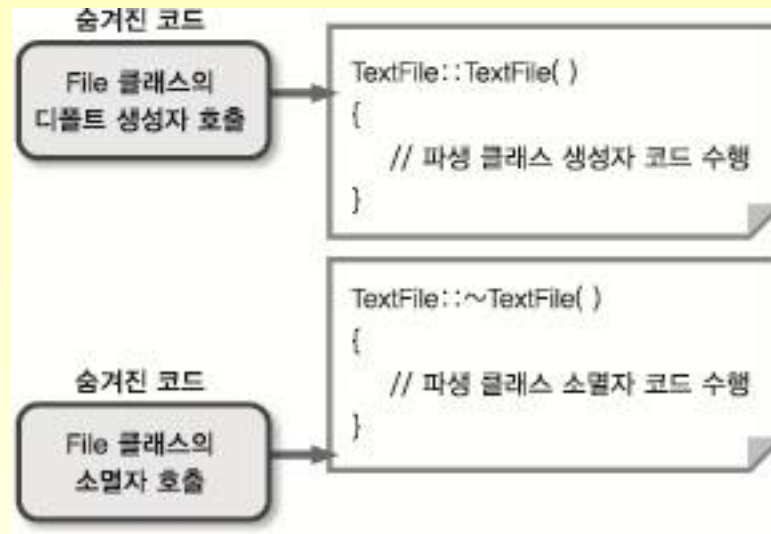 숨겨진 코드
File 클래스의
디폴트 생성자 호출
TextFile::TextFile( )
{
// 파생 클래스 생성자 코드 수행
}
TextFile::～TextFile( )
{
// 파생 클래스 소멸자 코드 수행
}
숨겨진 코드
File 클래스의
소멸자 호출